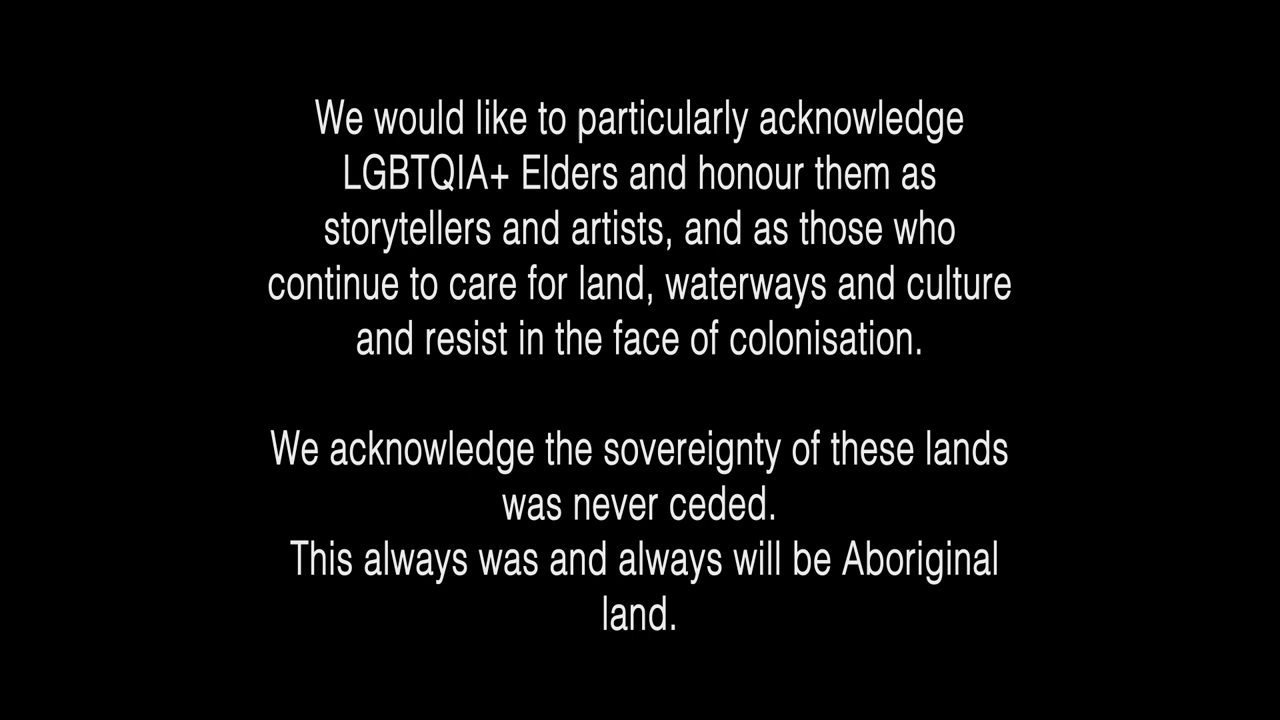 We would like to particularly acknowledge
LGBTQIA+ Elders and honour them as
storytellers and artists, and as those who
continue to care for land, waterways and culture
and resist in the face of colonisation.
We acknowledge the sovereignty of these lands
was never ceded.
This always was and always will be Aboriginal
land.